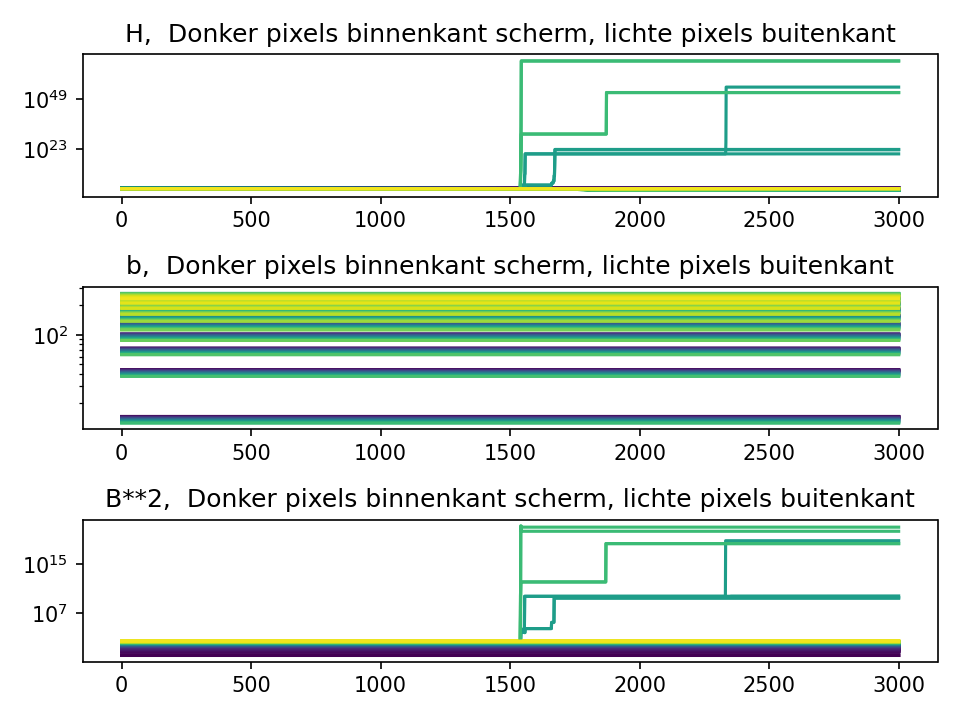 H,  Donker pixels binnenkant scherm, lichte pixels buitenkant
10^49
10^23
0 500 1000 1500 2000 2500 3000
b,  Donker pixels binnenkant scherm, lichte pixels buitenkant
10^2
0 500 1000 1500 2000 2500 3000
B**2,  Donker pixels binnenkant scherm, lichte pixels buitenkant
10^15
10^7
0 500 1000 1500 2000 2500 3000